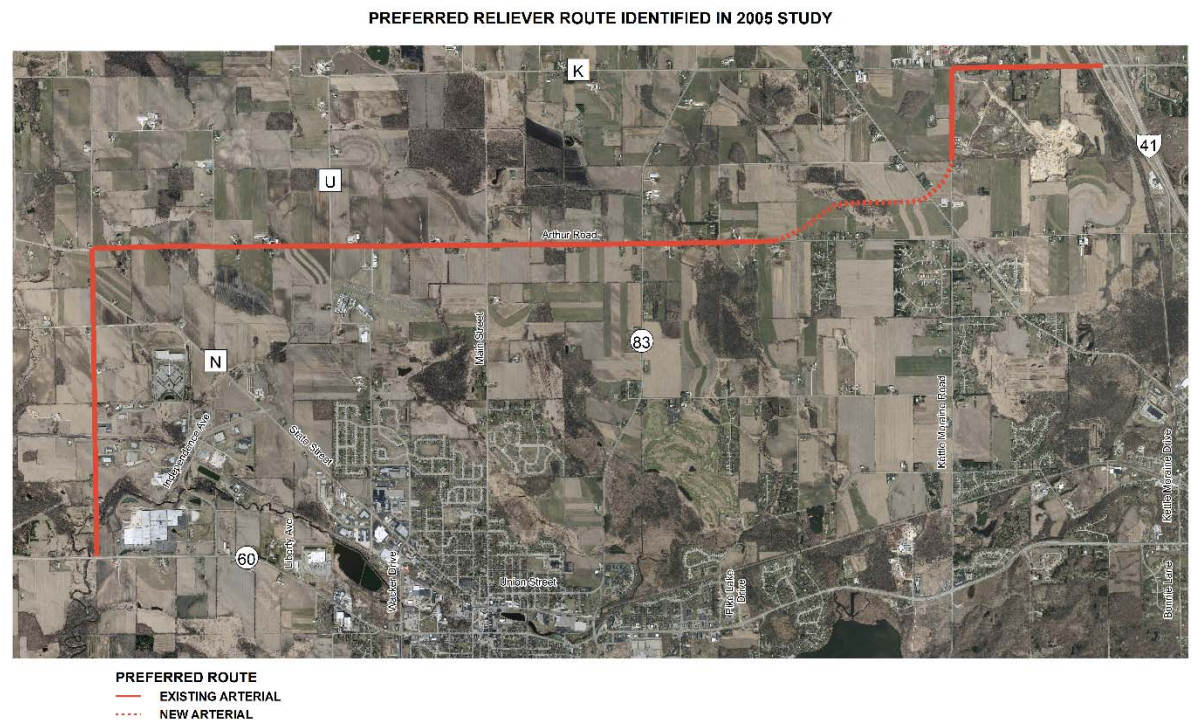 PREFERRED RELIEVER ROUTE IDENTIFIED IN 2005 STUDY
K
41
U
Arthur Road
Main Street
83
N
Kettle Moraine Road
Independence Ave
State Street
Kettle Moraine Drive
60
Liberty Ave
Wacker Drive
Union Street
Pike Lake
Drive
Bunnie Lane
PREFERRED ROUTE
EXISTING ARTERIAL
NEW ARTERIAL